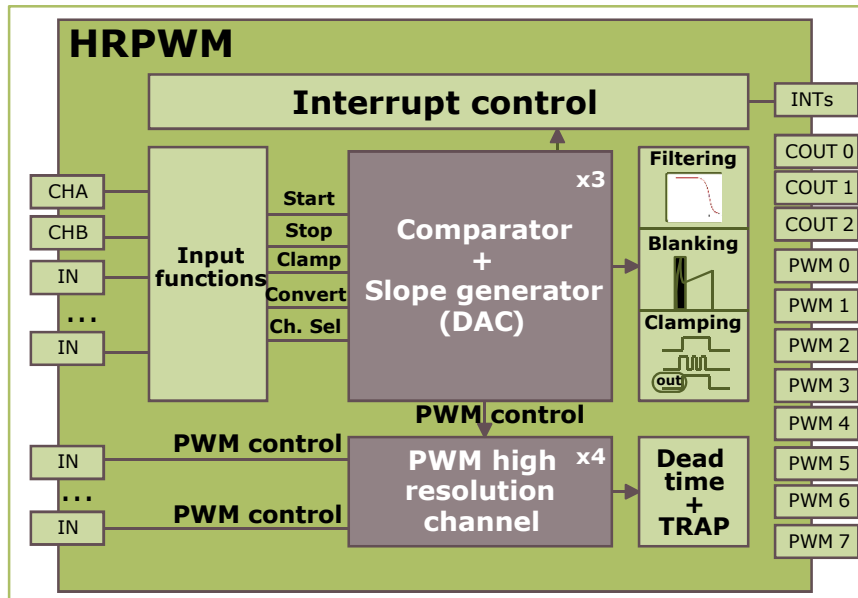 HRPWM
Interrupt control
INTs
CHA
CHB
IN
...
IN
Input
functions
Start
Stop
Clamp
Convert
Ch. Sel
x3
Comparator
+
Slope generator
(DAC)
Filtering
Blanking
Clamping
out
COUT 0
COUT 1
COUT 2
PWM 0
PWM 1
PWM 2
PWM 3
PWM 4
PWM 5
PWM 6
PWM 7
PWM control
IN
...
IN
PWM control
PWM control
x4
PWM high
resolution
channel
Dead
time
+
TRAP